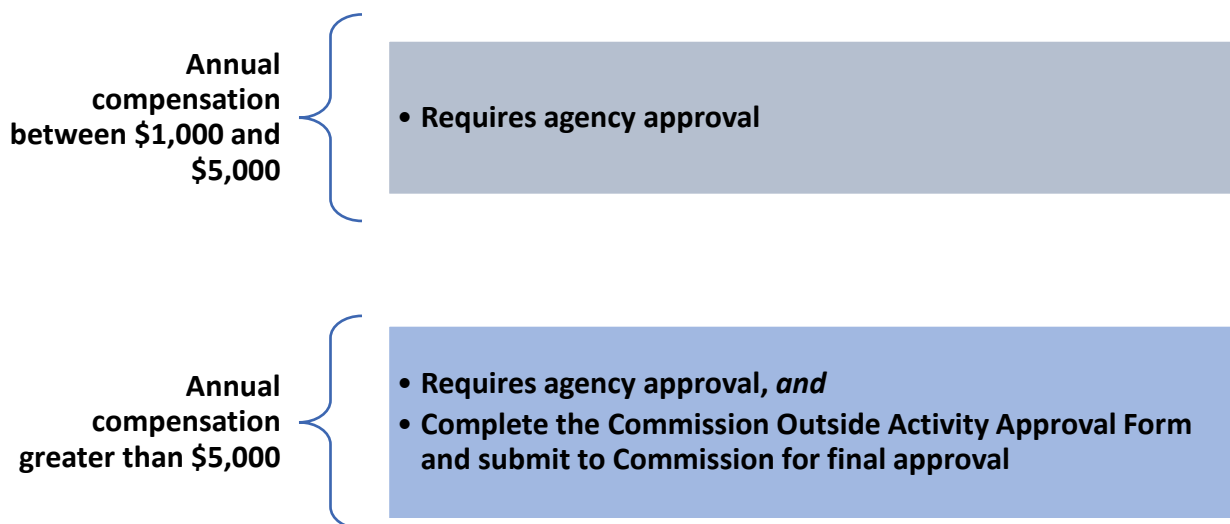 Annual
compensation
between $1,000 and
$5,000
• Requires agency approval
Annual
compensation
greater than $5,000
• Requires agency approval, and
• Complete the Commission Outside Activity Approval Form
and submit to Commission for final approval